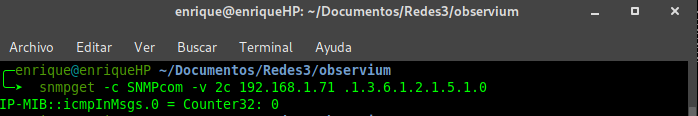 enrique@enriqueHP: ~/Documentos/Redes3/observium
Archivo Editar Ver Buscar Terminal Ayuda
enrique@enriqueHP ~/Documentos/Redes3/observium
snmpget -c SNMPcom -v 2c 192.168.1.71 .1.3.6.1.2.1.5.1.0
IP-MIB::icmpInMsgs.0 = Counter32: 0